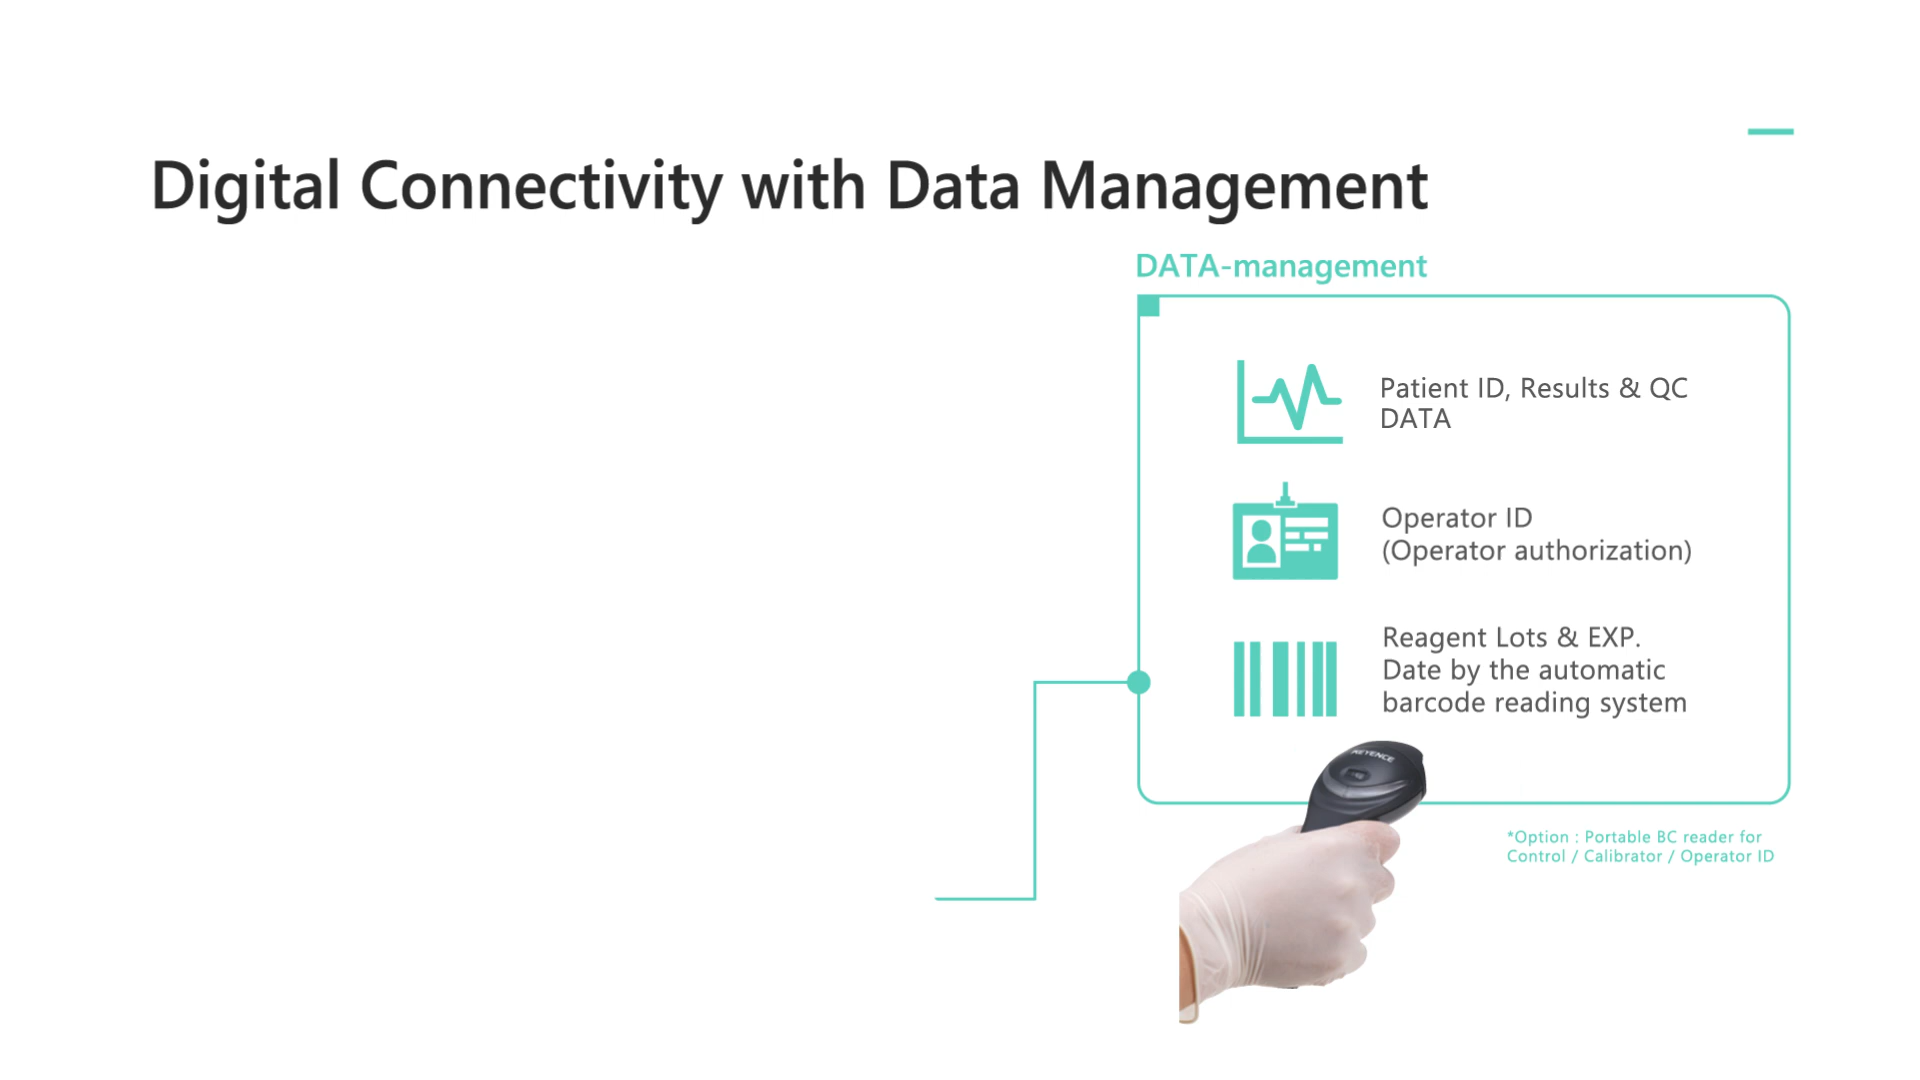 Digital Connectivity with Data Management
DATA-management
Patient ID, Results & QC
DATA
Operator ID
(Operator authorization)
Reagent Lots & EXP.
Date by the automatic
barcode reading system
KEYENCE
*Option : Portable BC reader for
Control / Calibrator / Operator ID